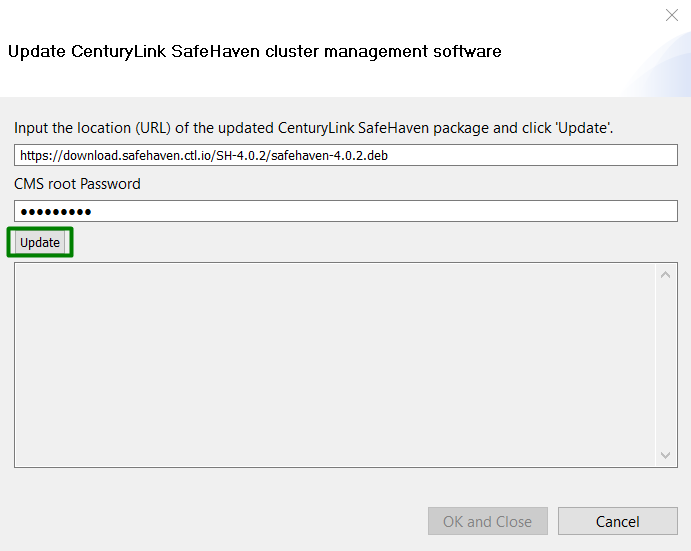 Update CenturyLink SafeHaven cluster management software
Input the location (URL) of the updated CenturyLink SafeHaven package and click 'Update'.
https://download.safehaven.ctl.io/SH-4.0.2/safehaven-4.0.2.deb
CMS root Password
●●●●●●●●●
Update
OK and Close
Cancel